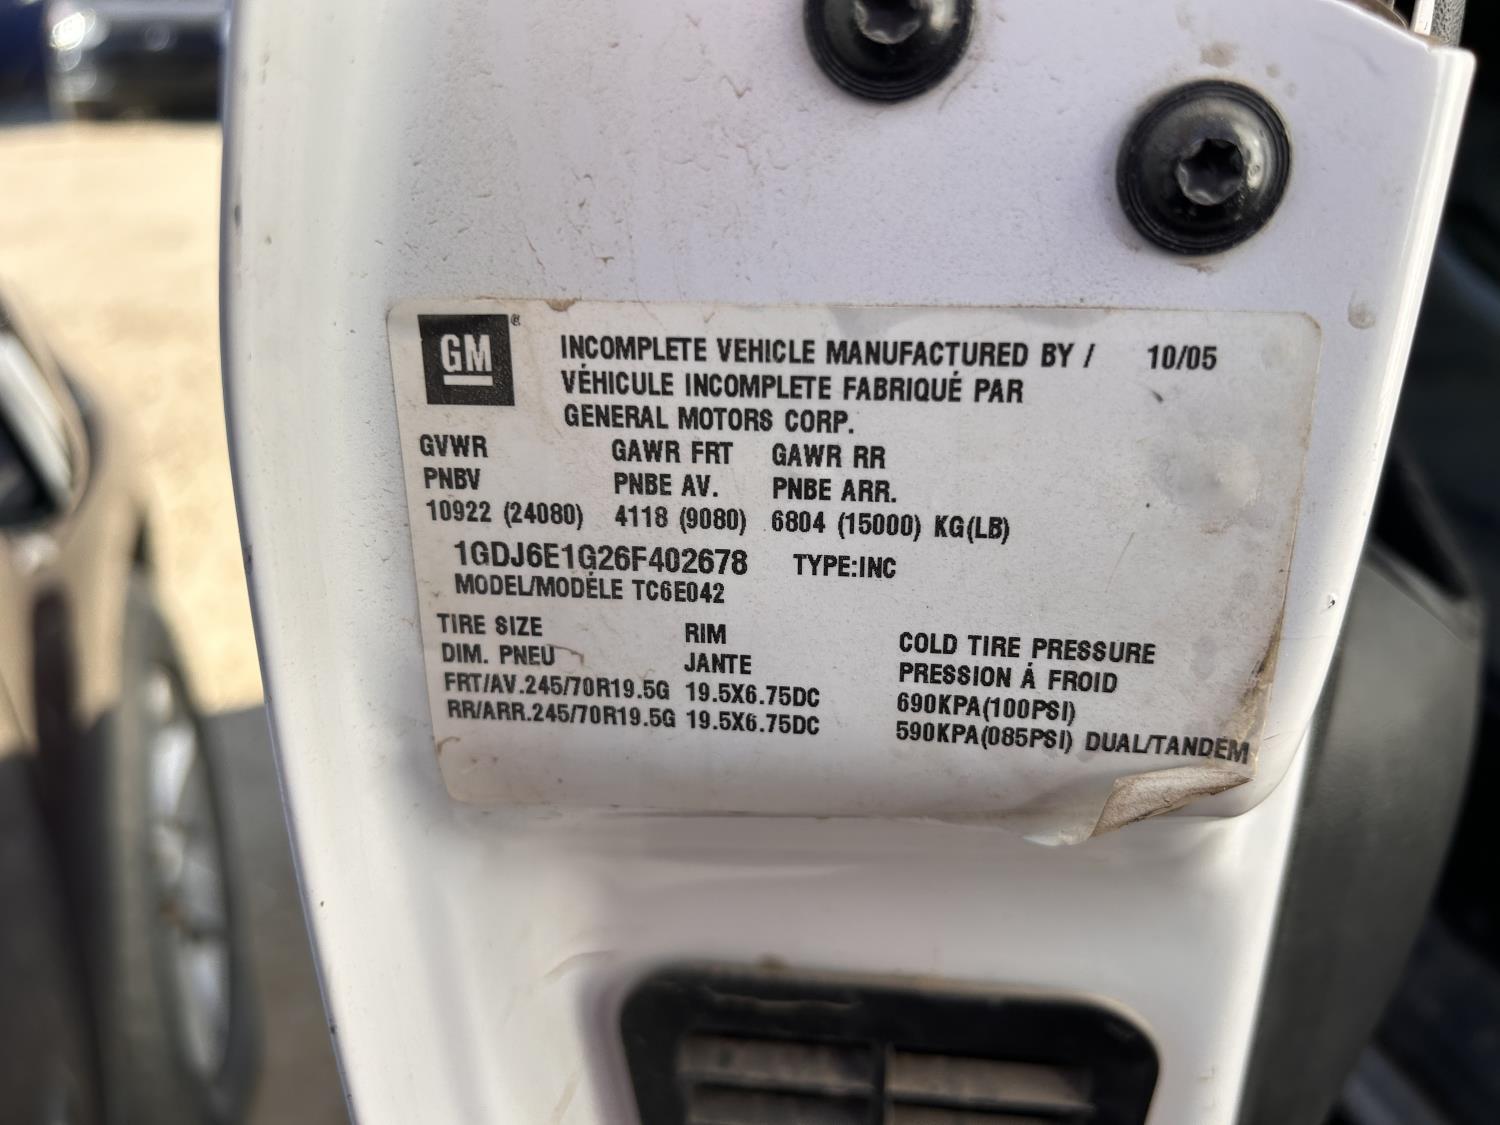 GM®
INCOMPLETE VEHICLE MANUFACTURED BY / 10/05
VÉHICULE INCOMPLETE FABRIQUÉ PAR
GENERAL MOTORS CORP.
GVWR GAWR FRT GAWR RR
PNBV PNBE AV. PNBE ARR.
10922 (24080) 4118 (9080) 6804 (15000) KG(LB)
1GDJ6E1G26F402678 TYPE:INC
MODEL/MODÉLE TC6E042
TIRE SIZE RIM COLD TIRE PRESSURE
DIM. PNEU JANTE PRESSION Á FROID
FRT/AV.245/70R19.5G 19.5X6.75DC 690KPA(100PSI)
RR/ARR.245/70R19.5G 19.5X6.75DC 590KPA(085PSI) DUAL/TANDEM